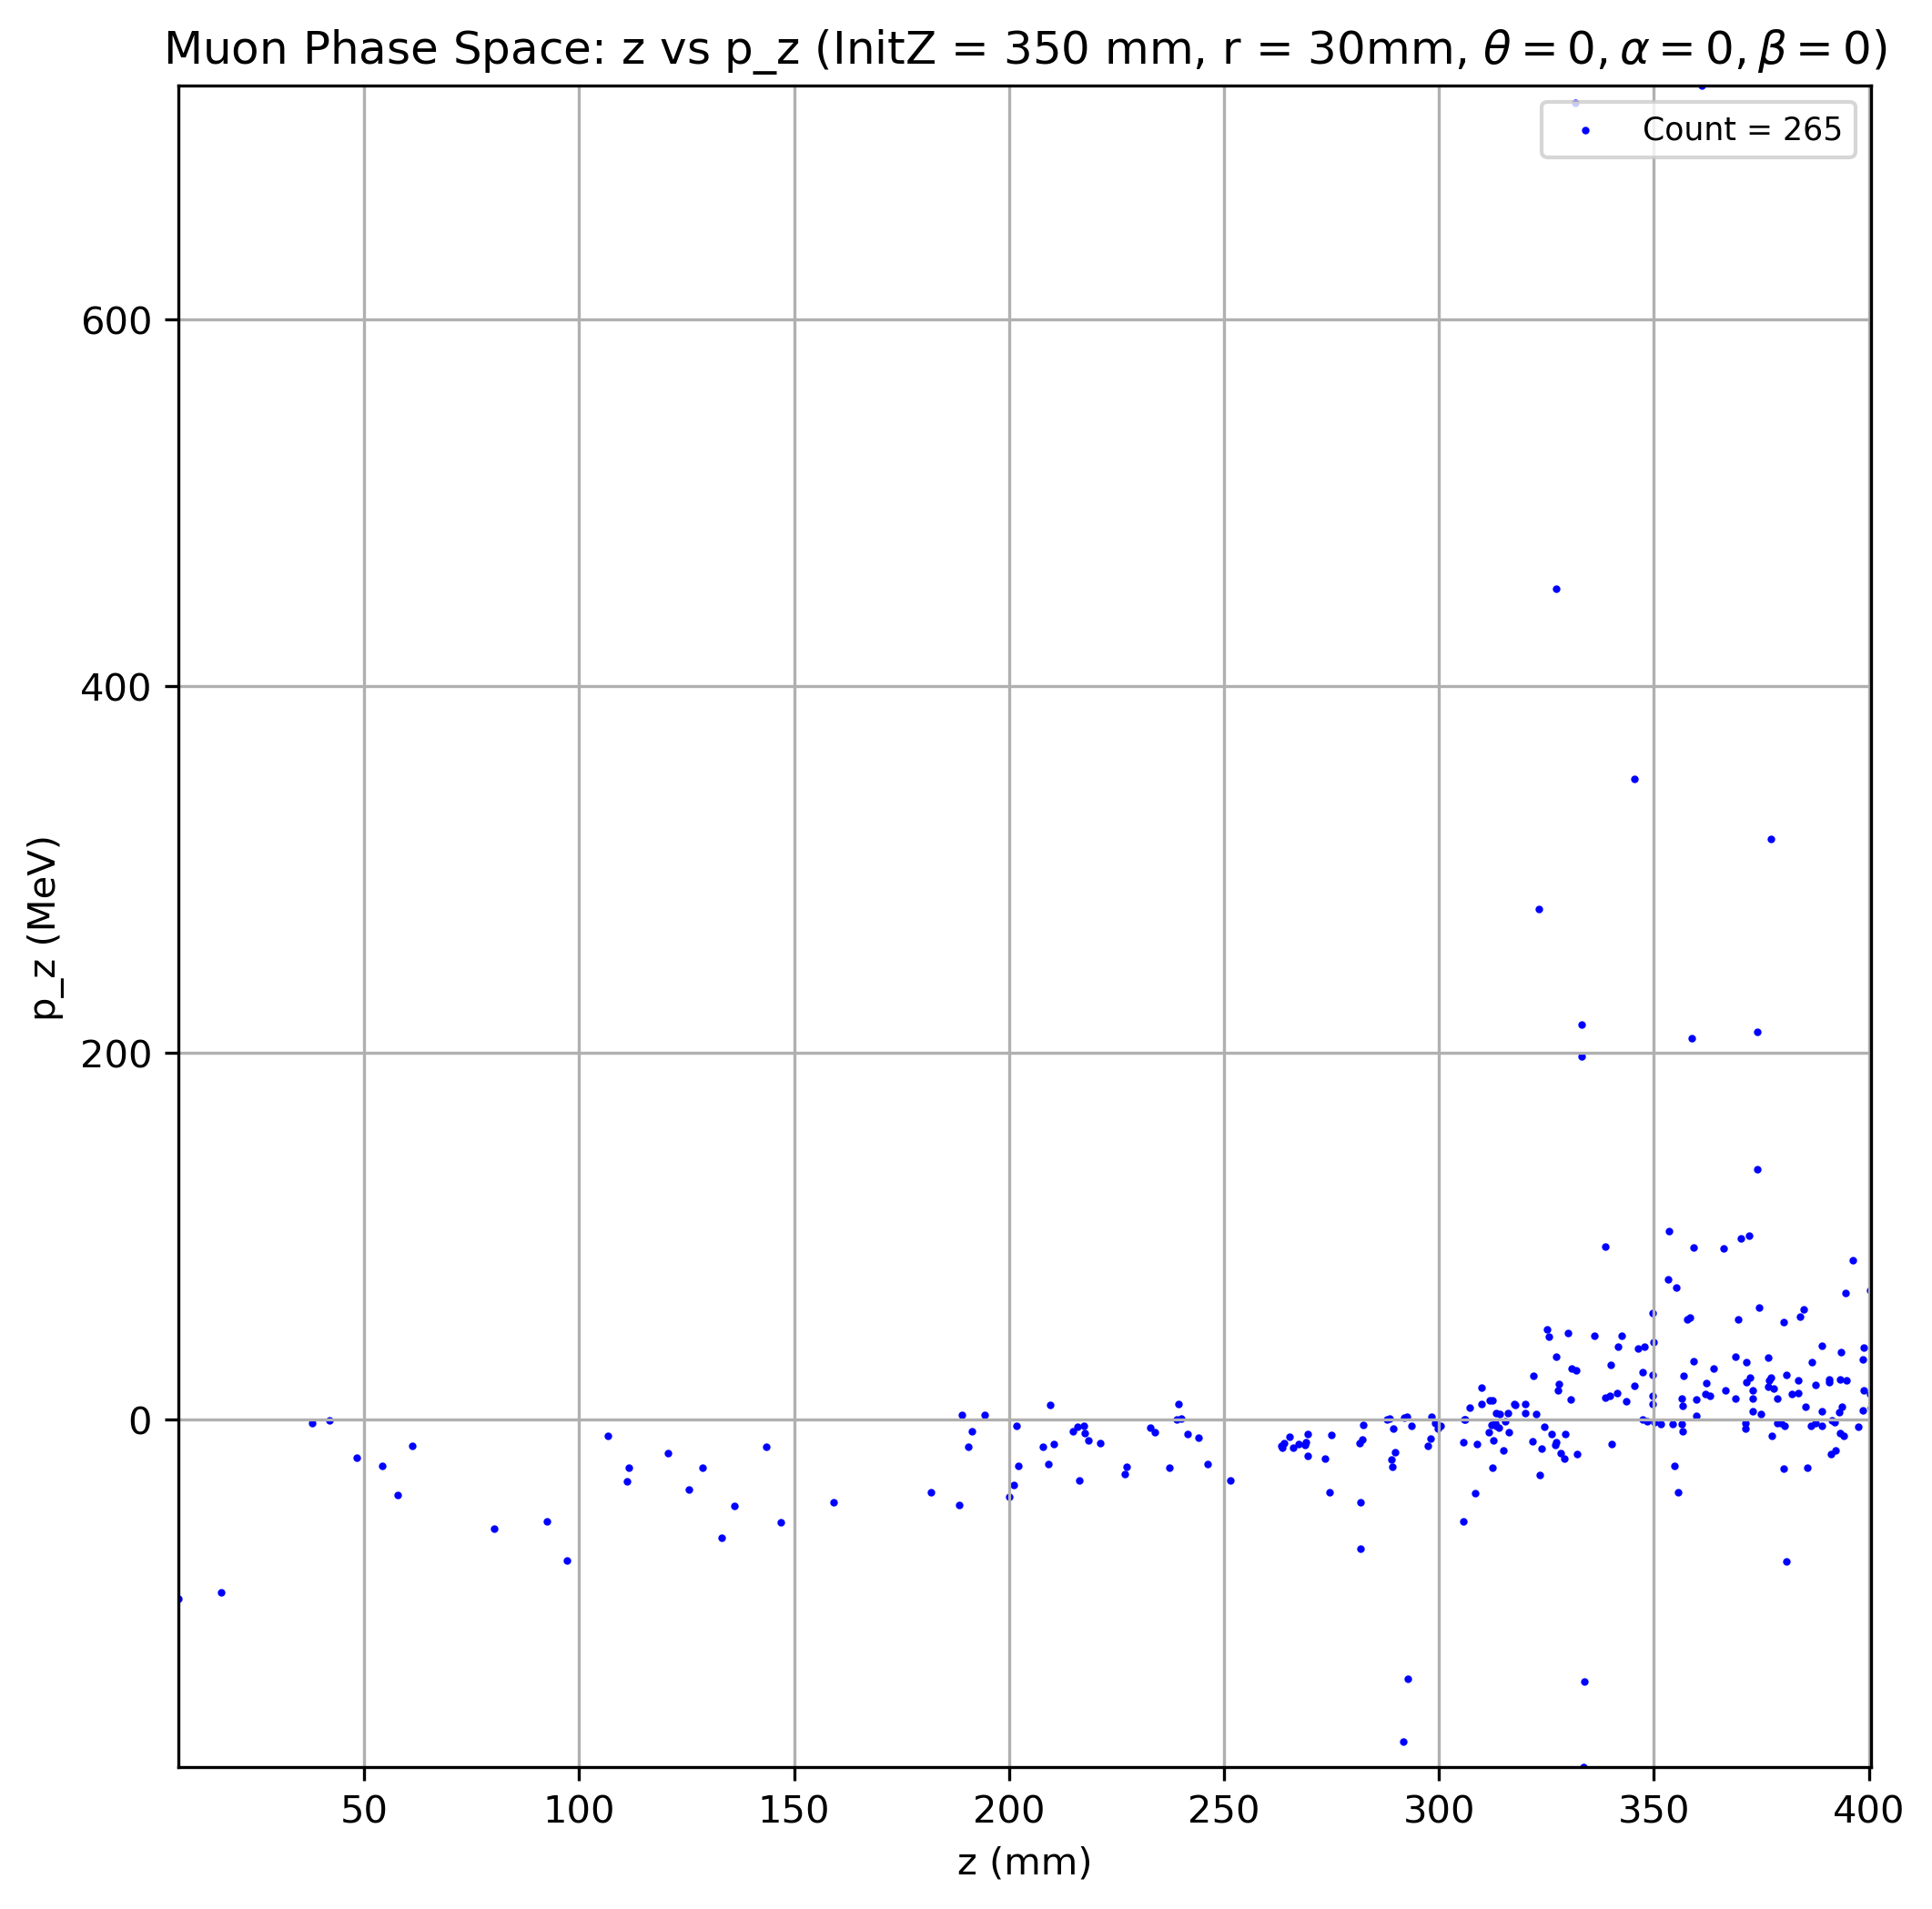 Muon Phase Space: z vs p_z (InitZ = 350 mm, r = 30mm, θ = 0, α = 0, β = 0)
Count = 265
600
400
200
0
p_z (MeV)
50 100 150 200 250 300 350 400
z (mm)